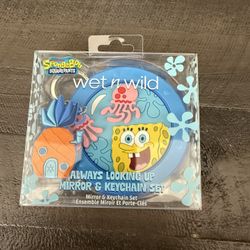 SpongeBob
SQUAREPANTS
wet n wild
ALWAYS LOOKING UP
MIRROR & KEYCHAIN SET
Mirror & Keychain Set
Ensemble Miroir Et Porte-Clés